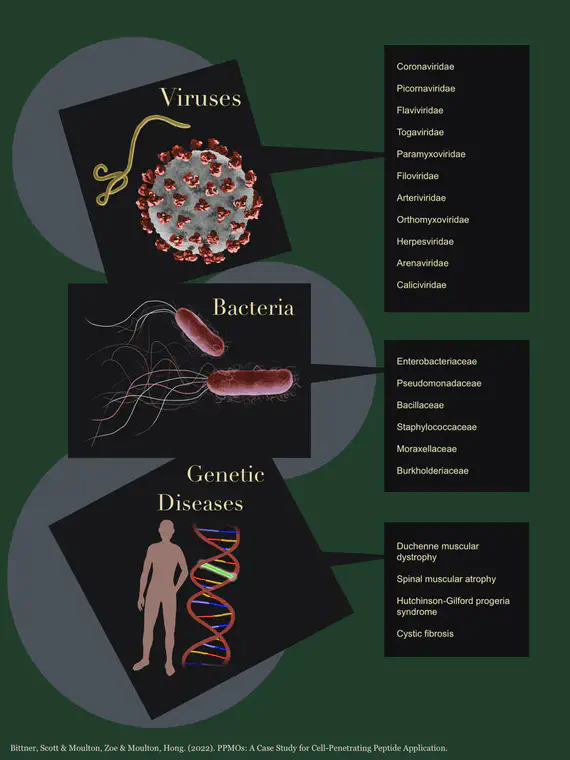 Viruses
Coronaviridae
Picornaviridae
Flaviviridae
Togaviridae
Paramyxoviridae
Filoviridae
Arteriviridae
Orthomyxoviridae
Herpesviridae
Arenaviridae
Caliciviridae
Bacteria
Enterobacteriaceae
Pseudomonadaceae
Bacillaceae
Staphylococcaceae
Moraxellaceae
Burkholderiaceae
Genetic
Diseases
Duchenne muscular
dystrophy
Spinal muscular atrophy
Hutchinson-Gilford progeria
syndrome
Cystic fibrosis
Bittner, Scott & Moulton, Zoe & Moulton, Hong. (2022). PPMOs: A Case Study for Cell-Penetrating Peptide Application.